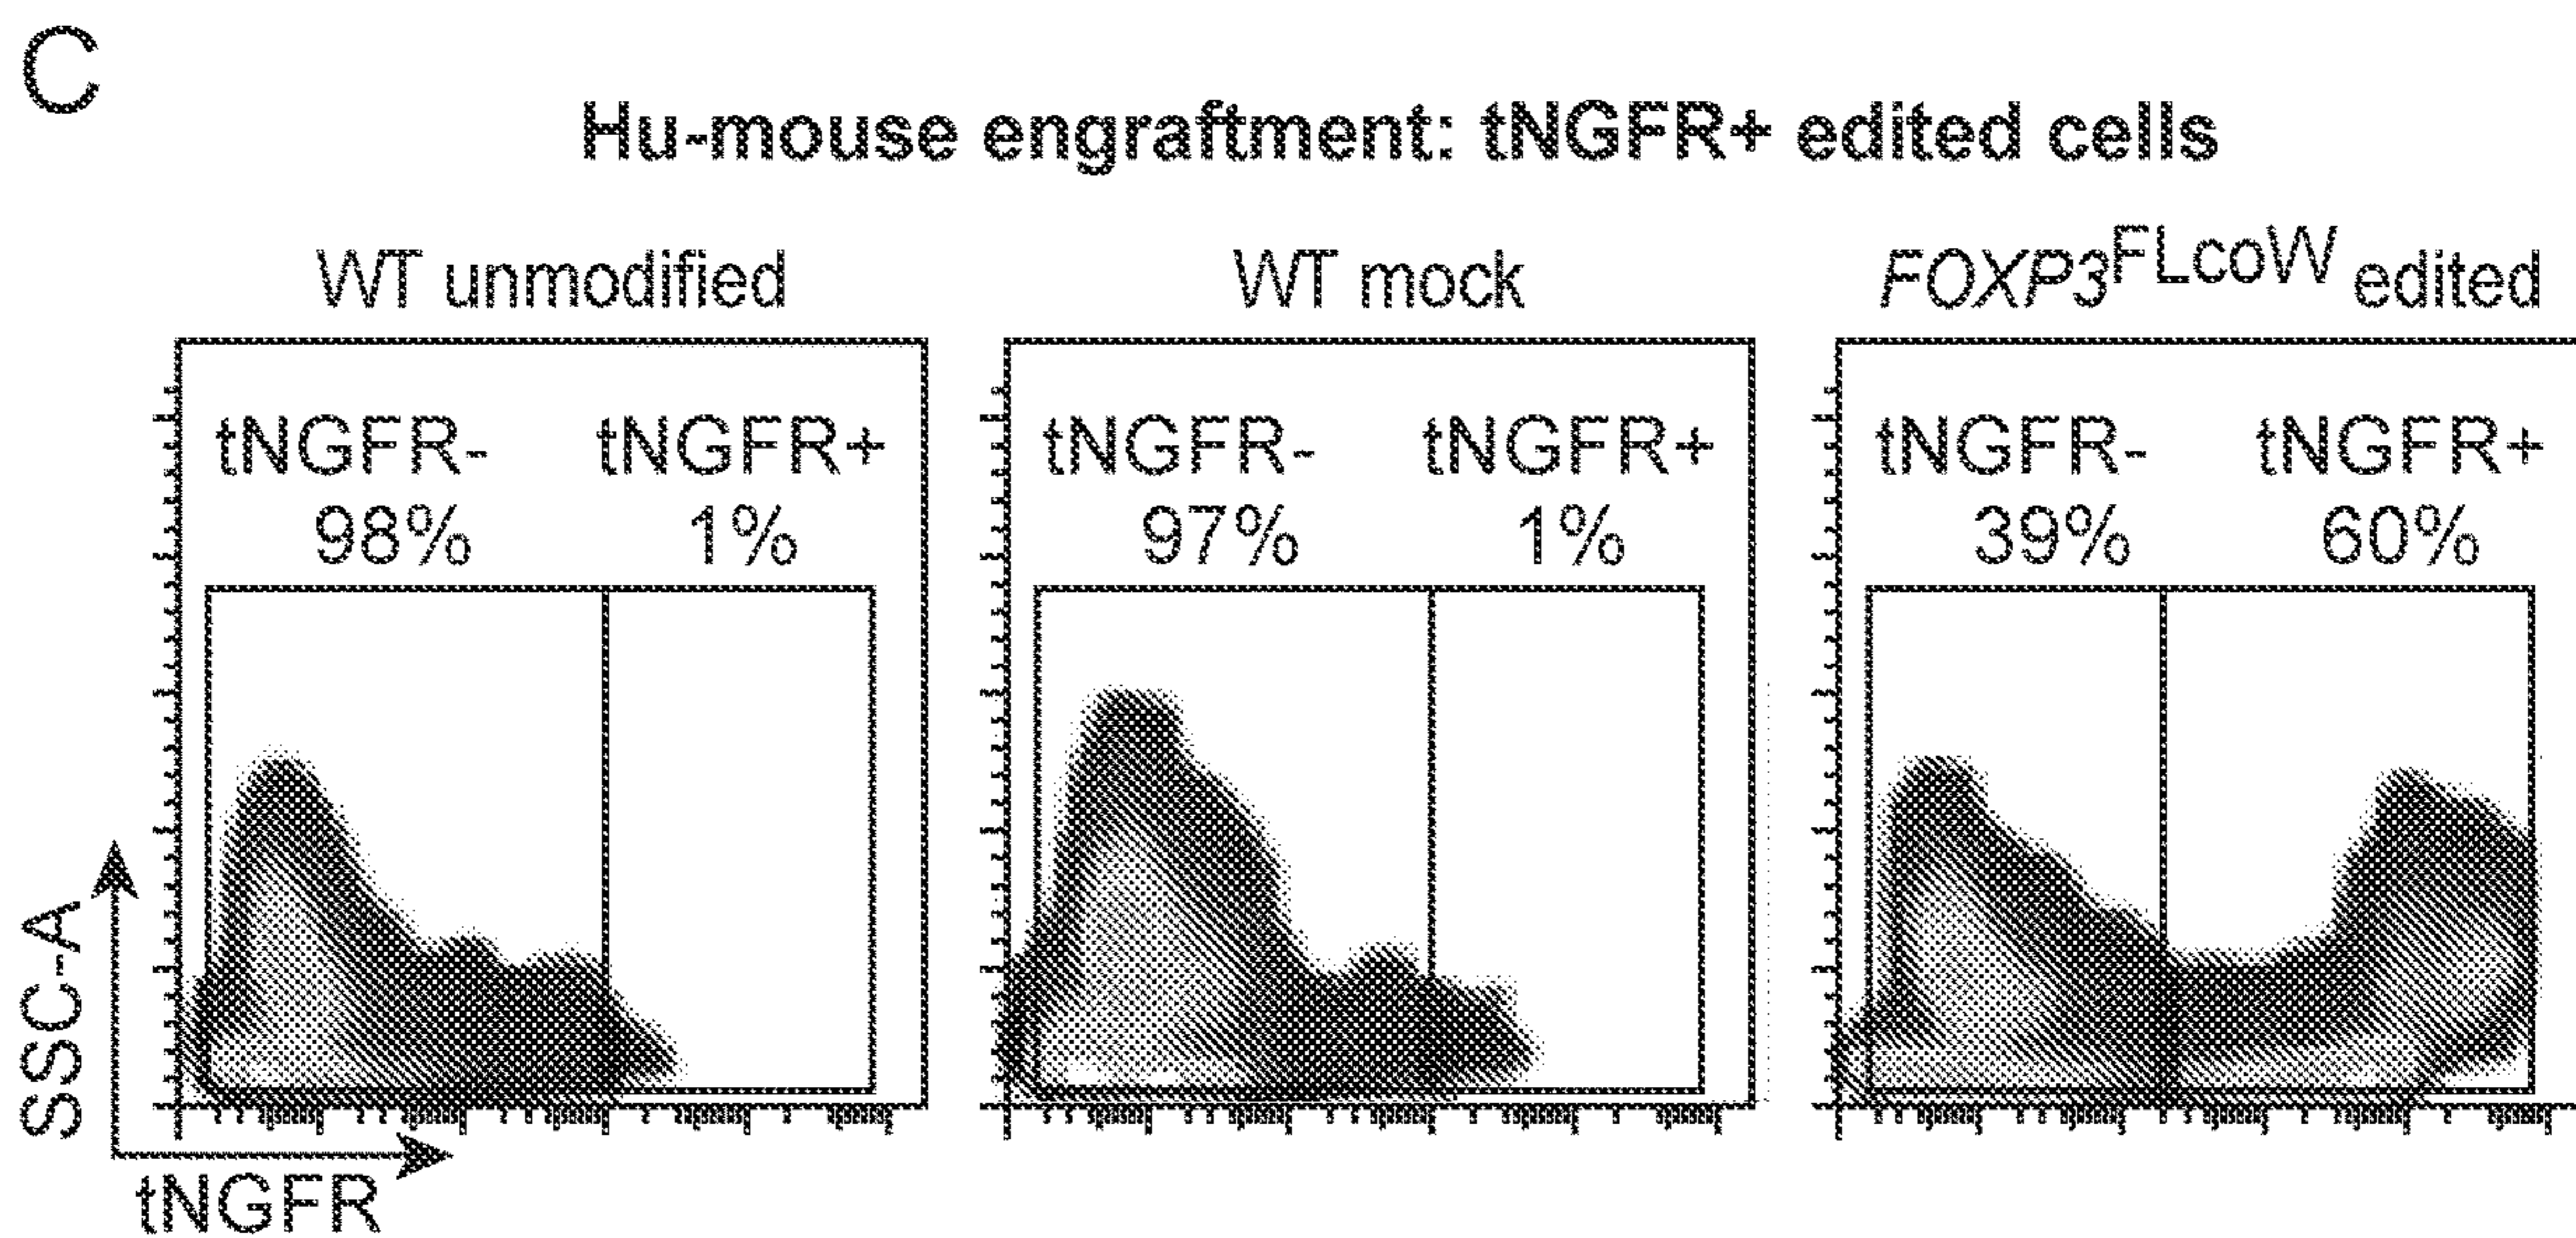 C
Hu-mouse engraftment: tNGFR+ edited cells
WT unmodified
WT mock
FOXP3FLcoW edited
tNGFR- tNGFR+
98% 1%
tNGFR- tNGFR+
97% 1%
tNGFR- tNGFR+
39% 60%
SSC-A
tNGFR